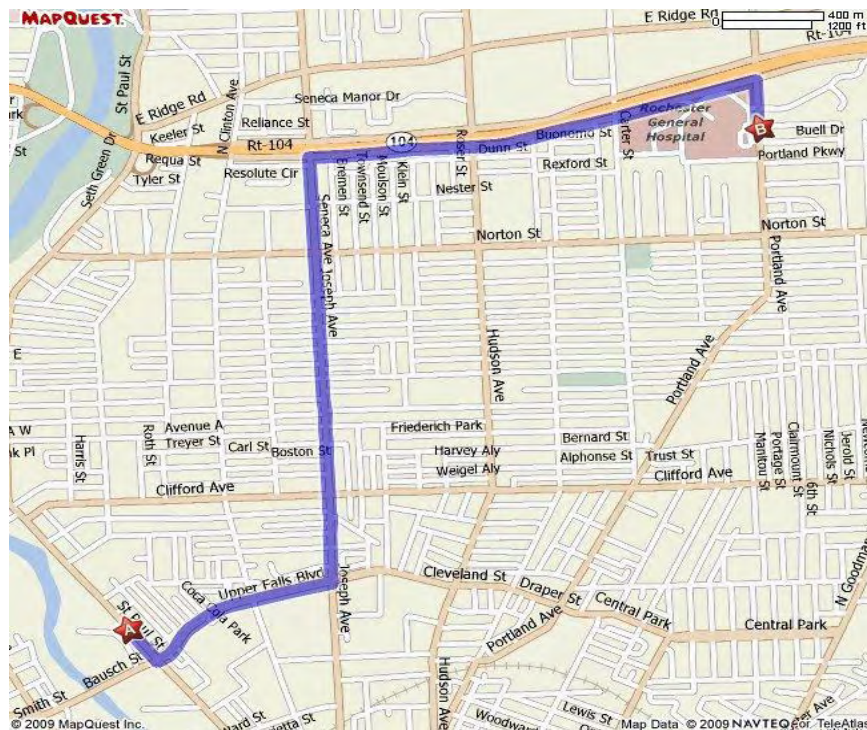 MAPQUEST.
E Ridge Rd
400 m
0
1200 ft
Rt-104
St Paul St
N Clinton Ave
E Ridge Rd
Seneca Manor Dr
Reliance St
Keeler St
Rt-104
104
Requa St
Tyler St
Resolute Cir
Seth Green Dr
Bremen St
Townsend St
Moulson St
Klein St
Nester St
Dunn St
Buonomo St
Rexford St
Carter St
Rochester
General
Hospital
B
Buell Dr
Portland Pkwy
Norton St
Norton St
Seneca Ave
Joseph Ave
Hudson Ave
Portland Ave
Portland Ave
E
Avenue A
Treyer St
Roth St
Harris St
Carl St
Boston St
Friederich Park
Harvey Aly
Weigel Aly
Bernard St
Alphonse St
Trust St
Clifford Ave
Clifford Ave
Manitou St
Portage St
Clairmount St
6th St
Nichols St
Jerold St
N Goodman
Upper Falls Blvd
Coca Cola Park
Joseph Ave
Cleveland St
Draper St
Central Park
Central Park
Portland Ave
Hudson Ave
St Paul St
A
Bausch St
Smith St
Lewis St
© 2009 MapQuest Inc.
Map Data © 2009 NAVTEQ or TeleAtlas